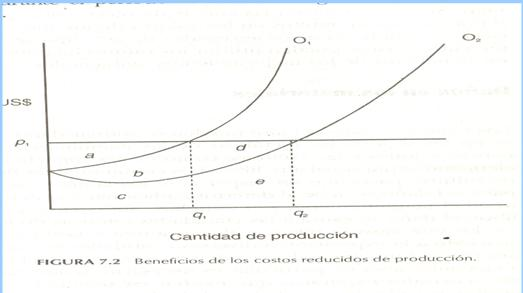 O₁
O₂
US$
P₁
a
d
b
e
c
q₁
q₂
Cantidad de producción
FIGURA 7.2 Beneficios de los costos reducidos de producción.